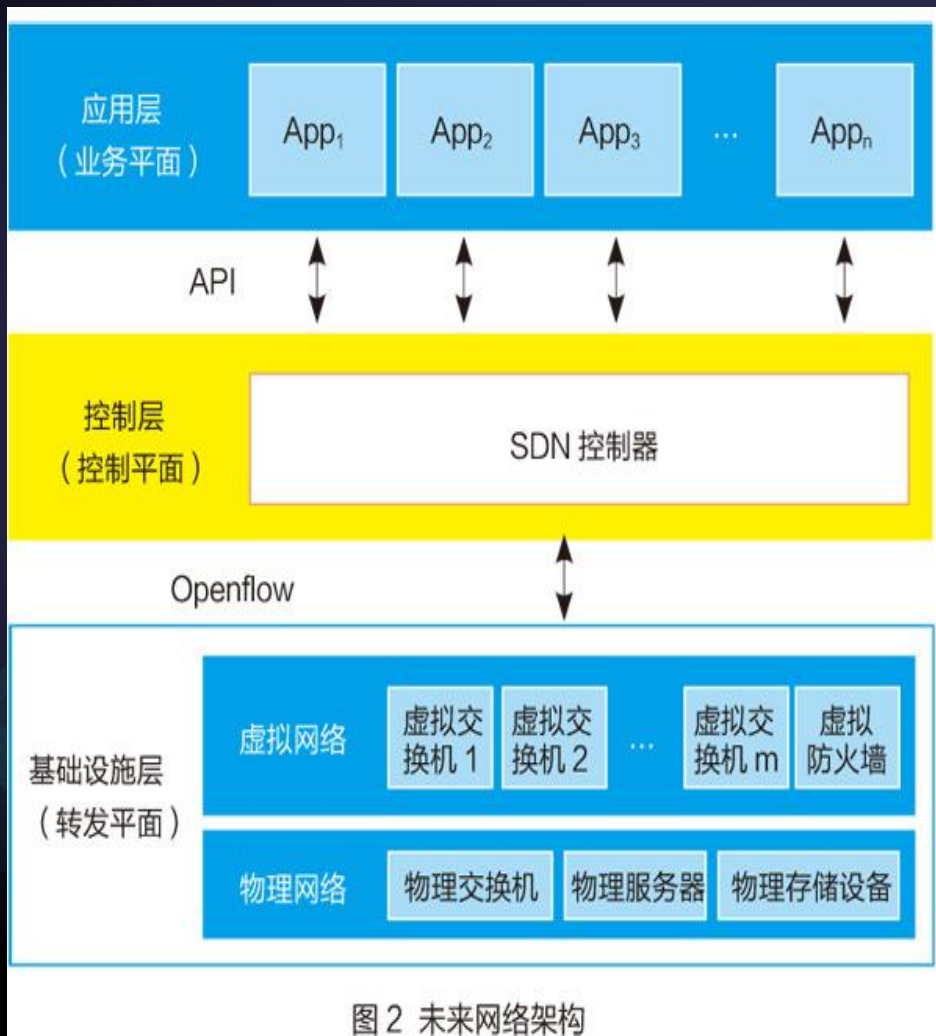 应用层
（业务平面）
App₁
App₂
App₃
...
Appₙ
API
控制层
（控制平面）
SDN 控制器
Openflow
基础设施层
（转发平面）
虚拟网络
虚拟交
换机 1
虚拟交
换机 2
...
虚拟交
换机 m
虚拟
防火墙
物理网络
物理交换机
物理服务器
物理存储设备
图 2 未来网络架构